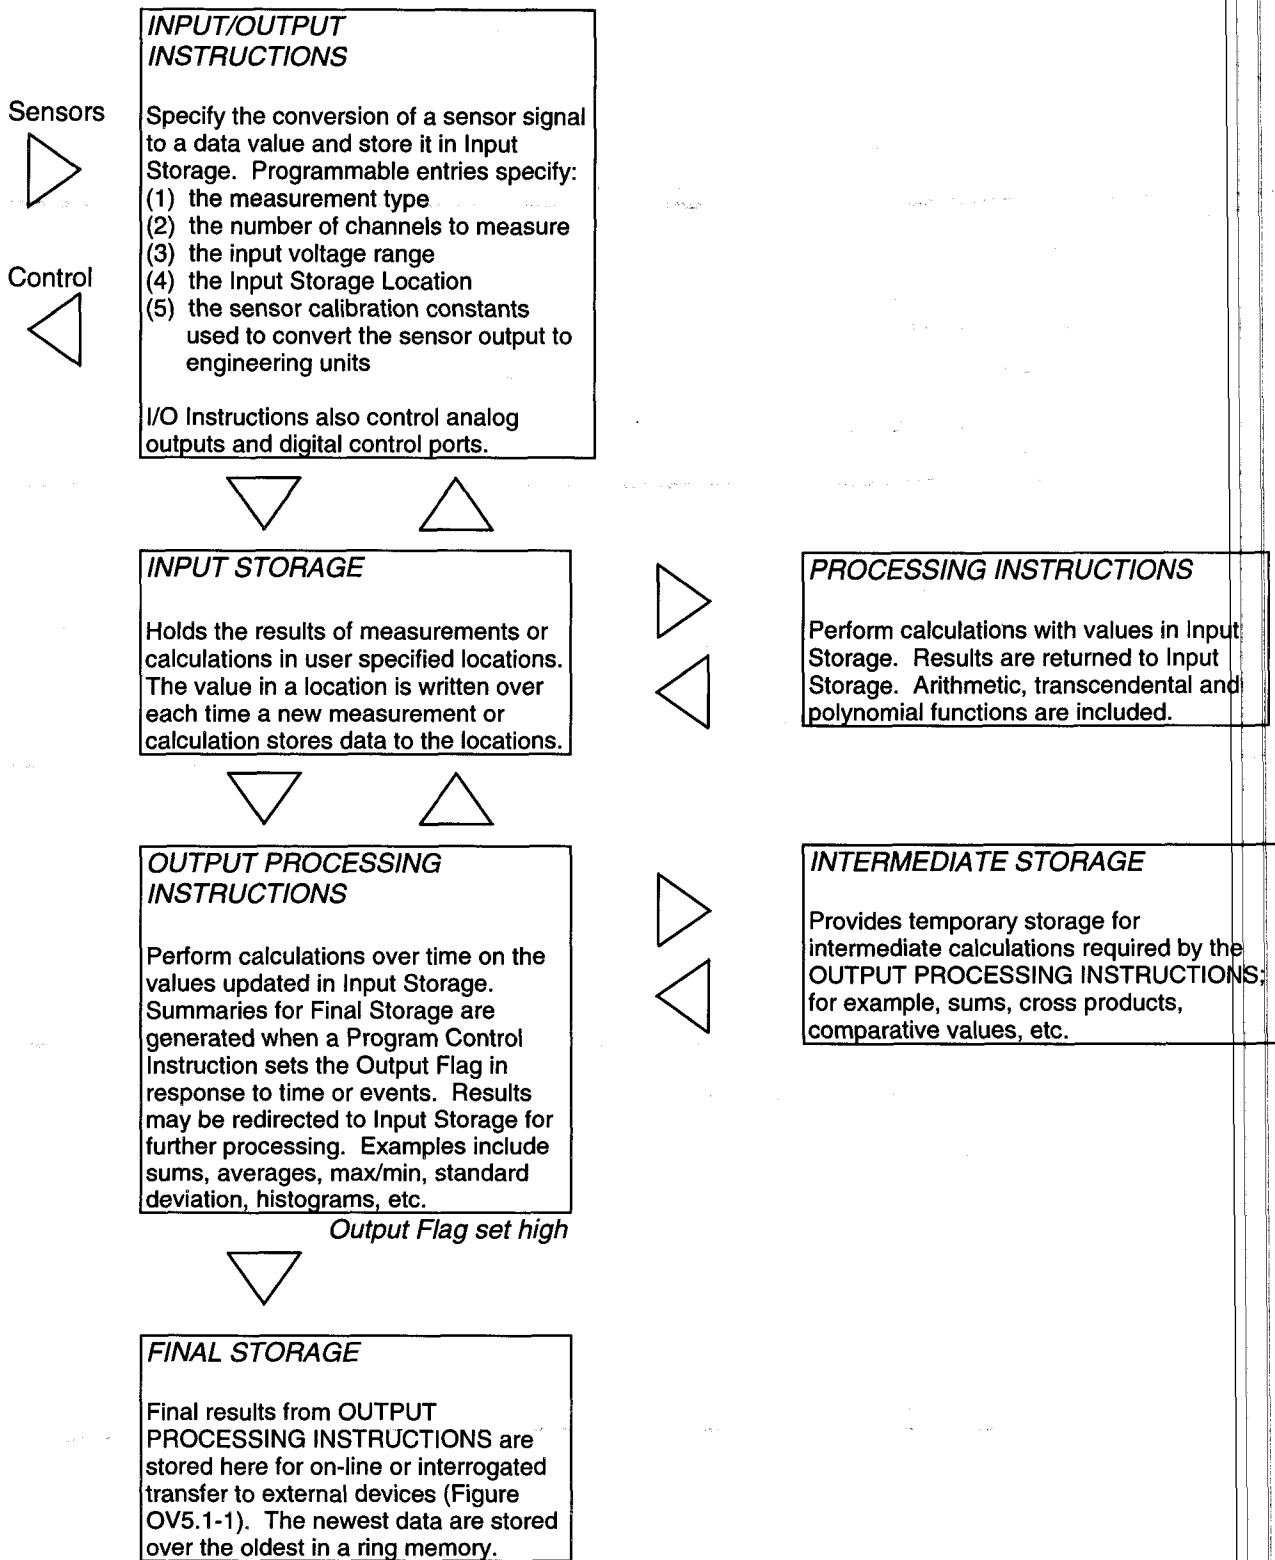 INPUT/OUTPUT
INSTRUCTIONS
Sensors
Control
Specify the conversion of a sensor signal
to a data value and store it in Input
Storage. Programmable entries specify:
(1) the measurement type
(2) the number of channels to measure
(3) the input voltage range
(4) the Input Storage Location
(5) the sensor calibration constants
used to convert the sensor output to
engineering units
I/O Instructions also control analog
outputs and digital control ports.
INPUT STORAGE
Holds the results of measurements or
calculations in user specified locations.
The value in a location is written over
each time a new measurement or
calculation stores data to the locations.
PROCESSING INSTRUCTIONS
Perform calculations with values in Input
Storage. Results are returned to Input
Storage. Arithmetic, transcendental and
polynomial functions are included.
OUTPUT PROCESSING
INSTRUCTIONS
Perform calculations over time on the
values updated in Input Storage.
Summaries for Final Storage are
generated when a Program Control
Instruction sets the Output Flag in
response to time or events. Results
may be redirected to Input Storage for
further processing. Examples include
sums, averages, max/min, standard
deviation, histograms, etc.
INTERMEDIATE STORAGE
Provides temporary storage for
intermediate calculations required by the
OUTPUT PROCESSING INSTRUCTIONS;
for example, sums, cross products,
comparative values, etc.
Output Flag set high
FINAL STORAGE
Final results from OUTPUT
PROCESSING INSTRUCTIONS are
stored here for on-line or interrogated
transfer to external devices (Figure
OV5.1-1). The newest data are stored
over the oldest in a ring memory.